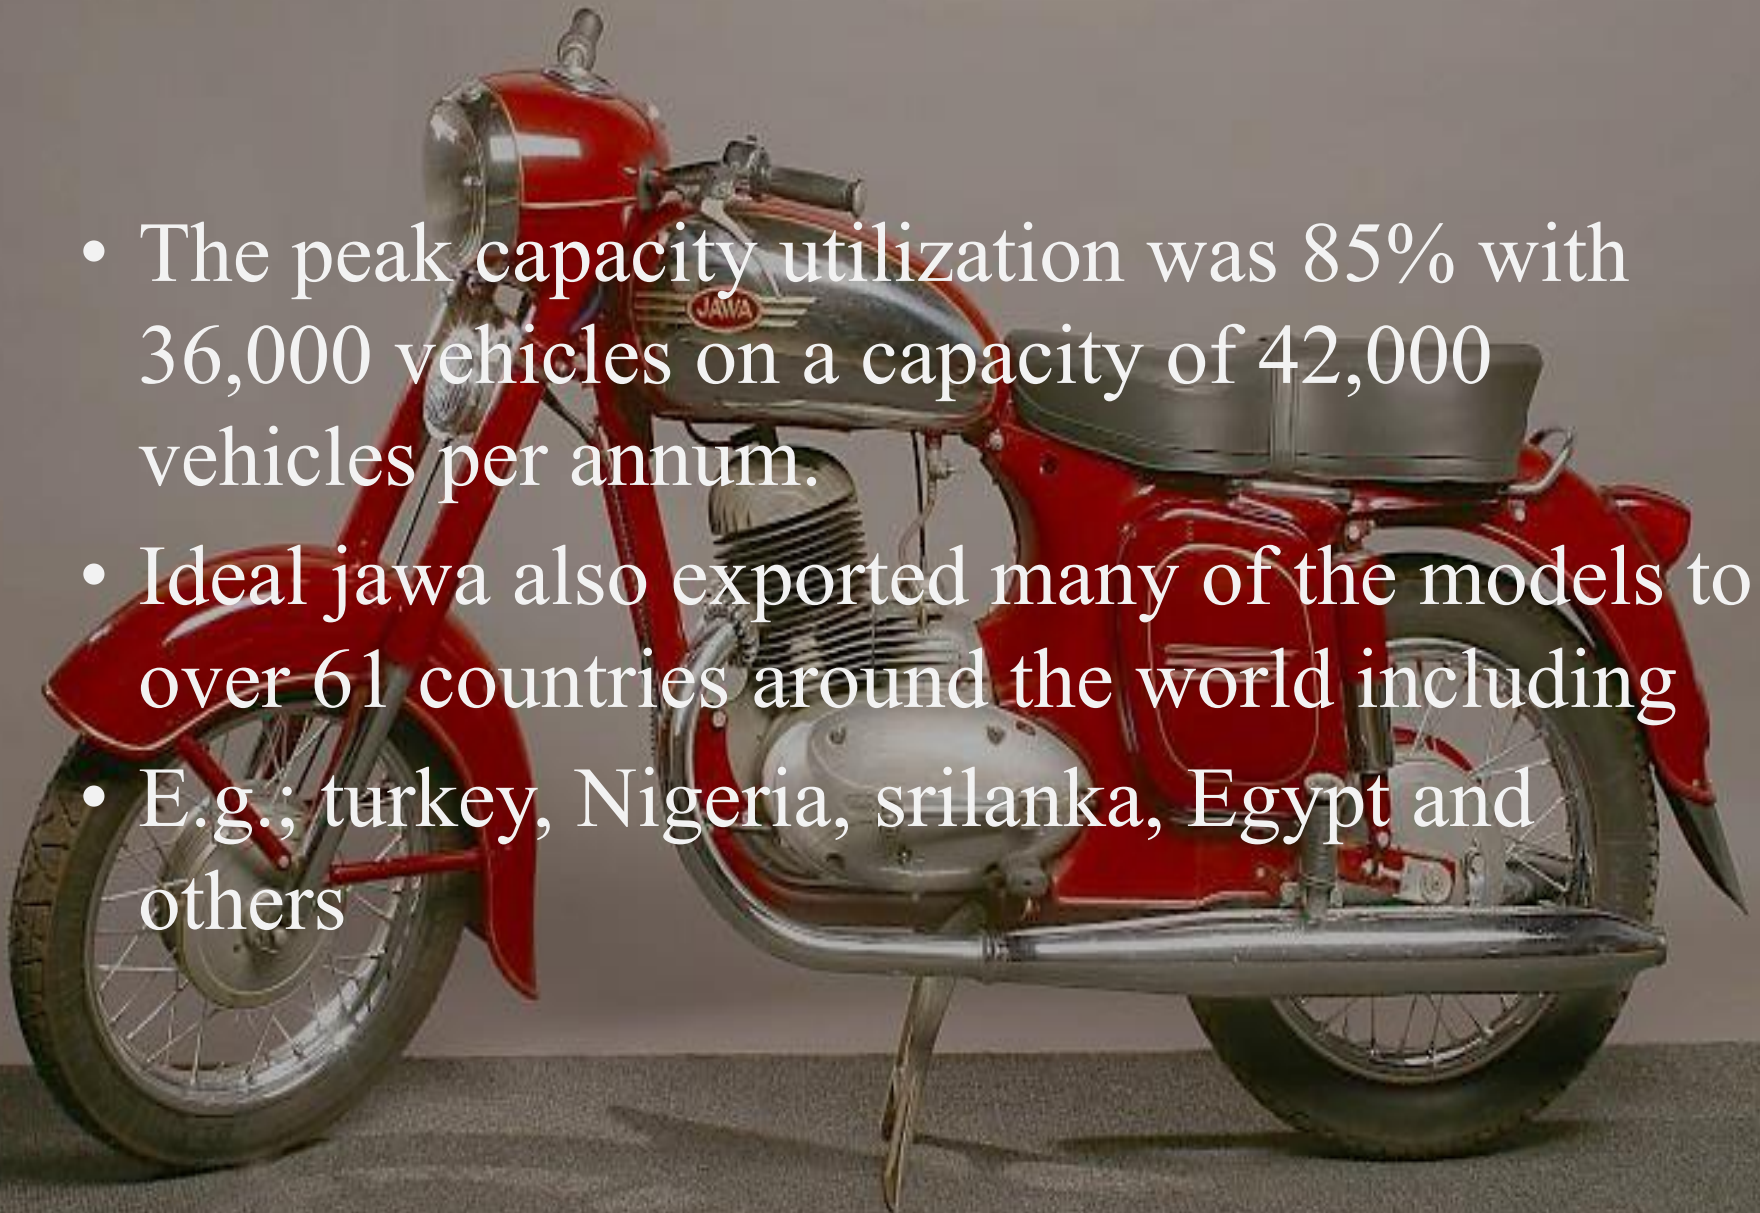 • The peak capacity utilization was 85% with
36,000 vehicles on a capacity of 42,000
vehicles per annum.
• Ideal jawa also exported many of the models to
over 61 countries around the world including
• E.g.; turkey, Nigeria, srilanka, Egypt and
others
JAWA